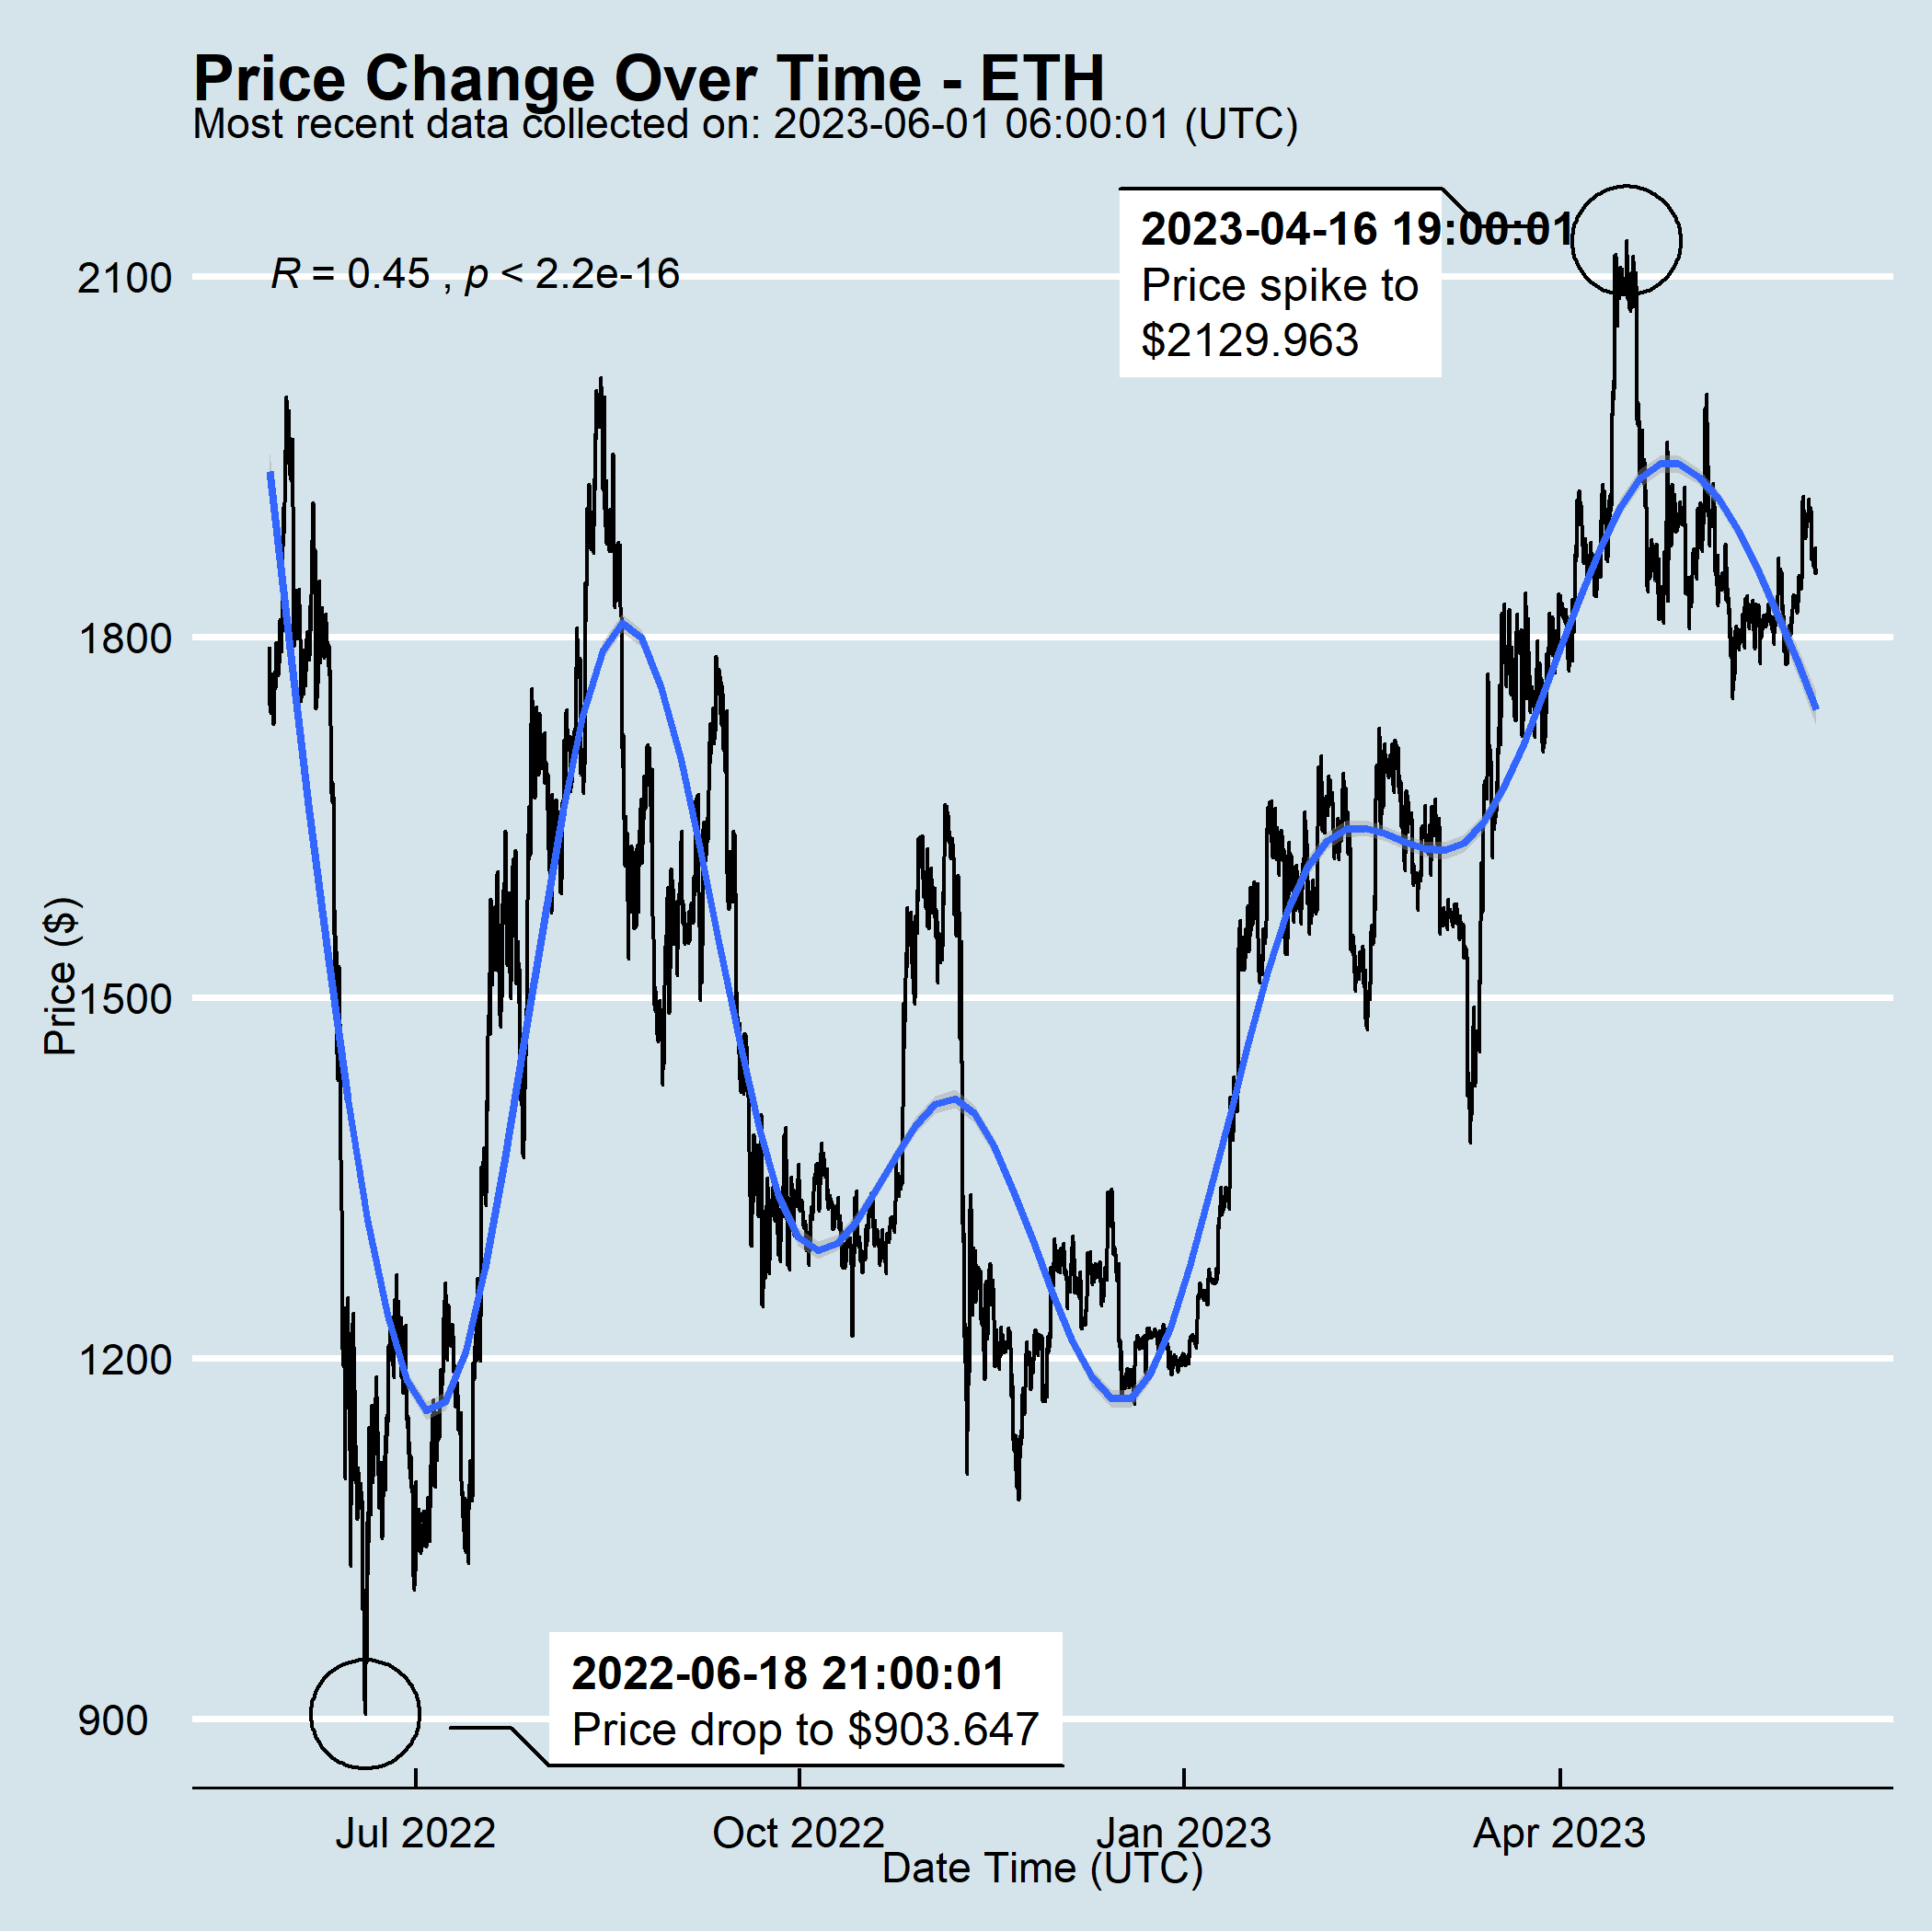 Price Change Over Time - ETH
Most recent data collected on: 2023-06-01 06:00:01 (UTC)
R = 0.45 , p < 2.2e-16
2023-04-16 19:00:01
Price spike to
$2129.963
2100
1800
1500
1200
900
Price ($)
2022-06-18 21:00:01
Price drop to $903.647
Jul 2022
Oct 2022
Jan 2023
Apr 2023
Date Time (UTC)